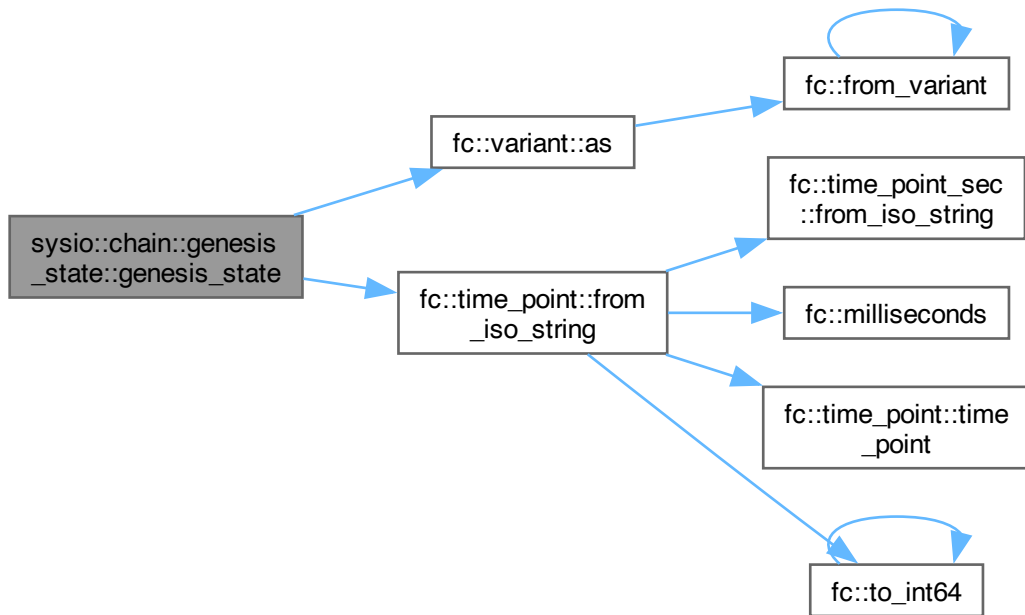 sysio::chain::genesis
_state::genesis_state
fc::variant::as
fc::time_point::from
_iso_string
fc::from_variant
fc::time_point_sec
::from_iso_string
fc::milliseconds
fc::time_point::time
_point
fc::to_int64